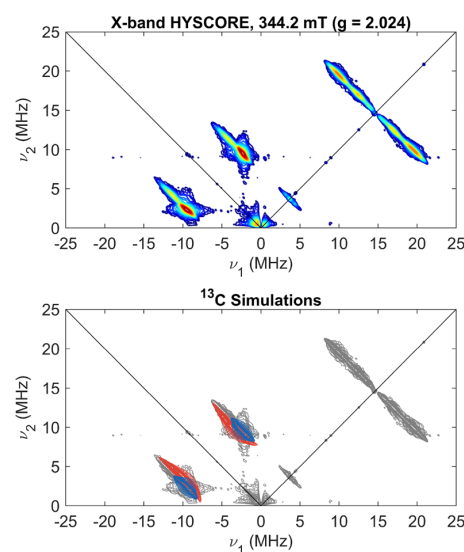 X-band HYSCORE, 344.2 mT (g = 2.024)
25
20
15
10
5
0
ν₂ (MHz)
-25 -20 -15 -10 -5 0 5 10 15 20 25
ν₁ (MHz)
¹³C Simulations
25
20
15
10
5
0
ν₂ (MHz)
-25 -20 -15 -10 -5 0 5 10 15 20 25
ν₁ (MHz)